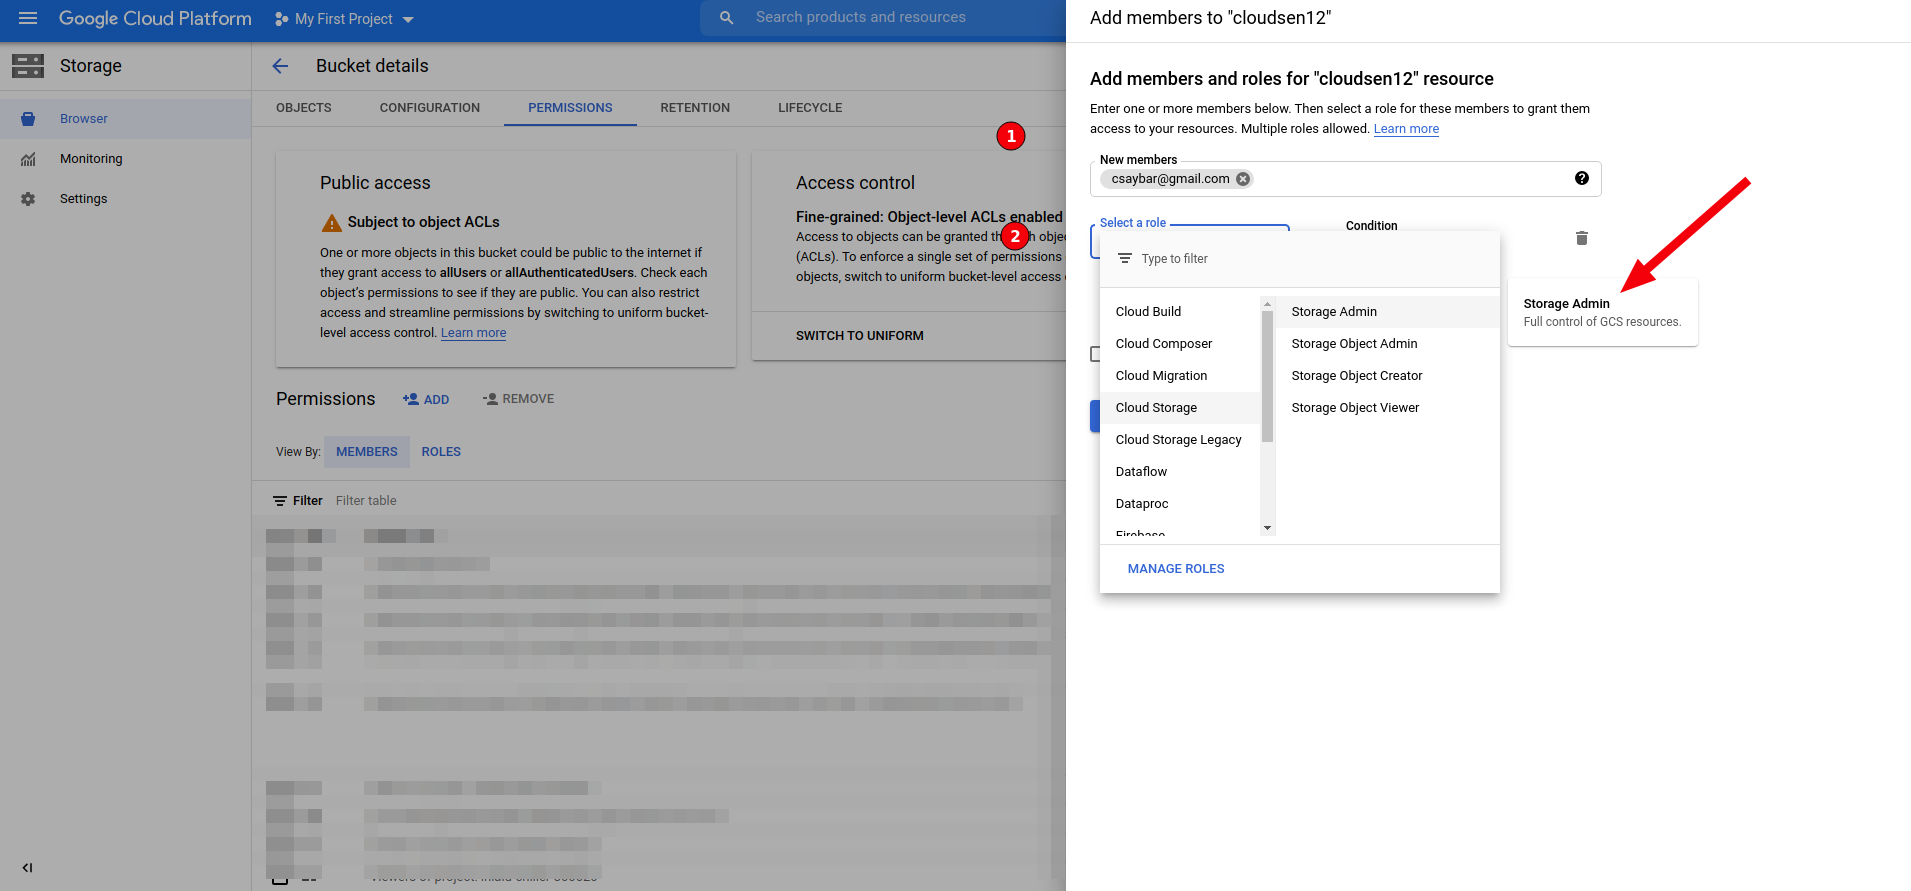 Google Cloud Platform
My First Project
Search products and resources
Storage
Browser
Monitoring
Settings
Bucket details
OBJECTS
CONFIGURATION
PERMISSIONS
RETENTION
LIFECYCLE
Public access
Subject to object ACLs
One or more objects in this bucket could be public to the internet if
they grant access to allUsers or allAuthenticatedUsers. Check each
object's permissions to see if they are public. You can also restrict
access and streamline permissions by switching to uniform bucket-
level access control. Learn more
1
Access control
Fine-grained: Object-level ACLs enabled
2
Access to objects can be granted
(ACLs). To enforce a single set of permissions
objects, switch to uniform bucket-level access
SWITCH TO UNIFORM
Permissions
ADD
REMOVE
View By:
MEMBERS
ROLES
Filter
Filter table
Add members to "cloudsen12"
Add members and roles for "cloudsen12" resource
Enter one or more members below. Then select a role for these members to grant them
access to your resources. Multiple roles allowed. Learn more
New members
csaybar@gmail.com
Select a role
Condition
Type to filter
Cloud Build
Cloud Composer
Cloud Migration
Cloud Storage
Cloud Storage Legacy
Dataflow
Dataproc
Firebase
Storage Admin
Storage Object Admin
Storage Object Creator
Storage Object Viewer
MANAGE ROLES
Storage Admin
Full control of GCS resources.